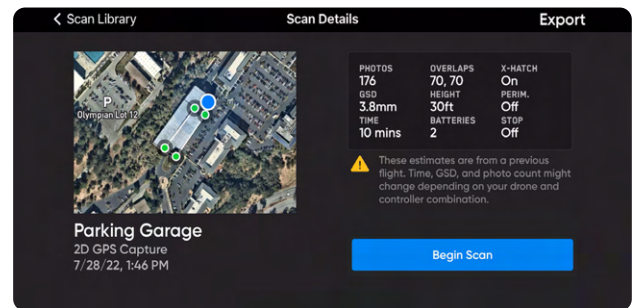 Scan Library
Scan Details
Export
P
Olympian Lot 12
Parking Garage
2D GPS Capture
7/28/22, 1:46 PM
PHOTOS OVERLAPS X-HATCH
176 70, 70 On
GSD HEIGHT PERIM.
3.8mm 30ft Off
TIME BATTERIES STOP
10 mins 2 Off
These estimates are from a previous
flight. Time, GSD, and photo count might
change depending on your drone and
controller combination.
Begin Scan